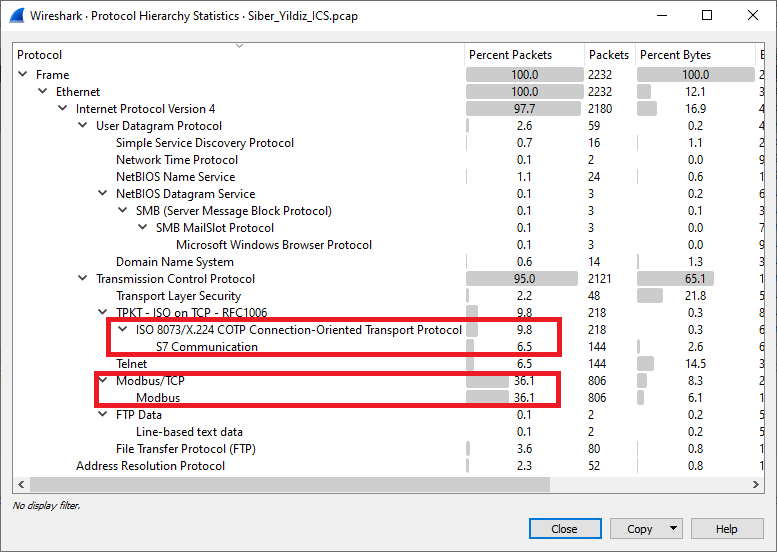 Wireshark · Protocol Hierarchy Statistics · Siber_Yildiz_ICS.pcap
Protocol Percent Packets Packets Percent Bytes
Frame 100.0 2232 100.0 2
Ethernet 100.0 2232 12.1 3
Internet Protocol Version 4 97.7 2180 16.9 4
User Datagram Protocol 2.6 59 0.2 4
Simple Service Discovery Protocol 0.7 16 1.1 2
Network Time Protocol 0.1 2 0.0 9
NetBIOS Name Service 1.1 24 0.6 1
NetBIOS Datagram Service 0.1 3 0.2 6
SMB (Server Message Block Protocol) 0.1 3 0.1 3
SMB MailSlot Protocol 0.1 3 0.0 7
Microsoft Windows Browser Protocol 0.1 3 0.0 9
Domain Name System 0.6 14 1.3 3
Transmission Control Protocol 95.0 2121 65.1 1
Transport Layer Security 2.2 48 21.8 5
TPKT - ISO on TCP - RFC1006 9.8 218 0.3 8
ISO 8073/X.224 COTP Connection-Oriented Transport Protocol 9.8 218 0.3 6
S7 Communication 6.5 144 2.6 6
Telnet 6.5 144 14.5 3
Modbus/TCP 36.1 806 8.3 2
Modbus 36.1 806 6.1 1
FTP Data 0.1 2 0.2 5
Line-based text data 0.1 2 0.2 5
File Transfer Protocol (FTP) 3.6 80 0.8 2
Address Resolution Protocol 2.3 52 0.8 1
No display filter.
Close Copy Help